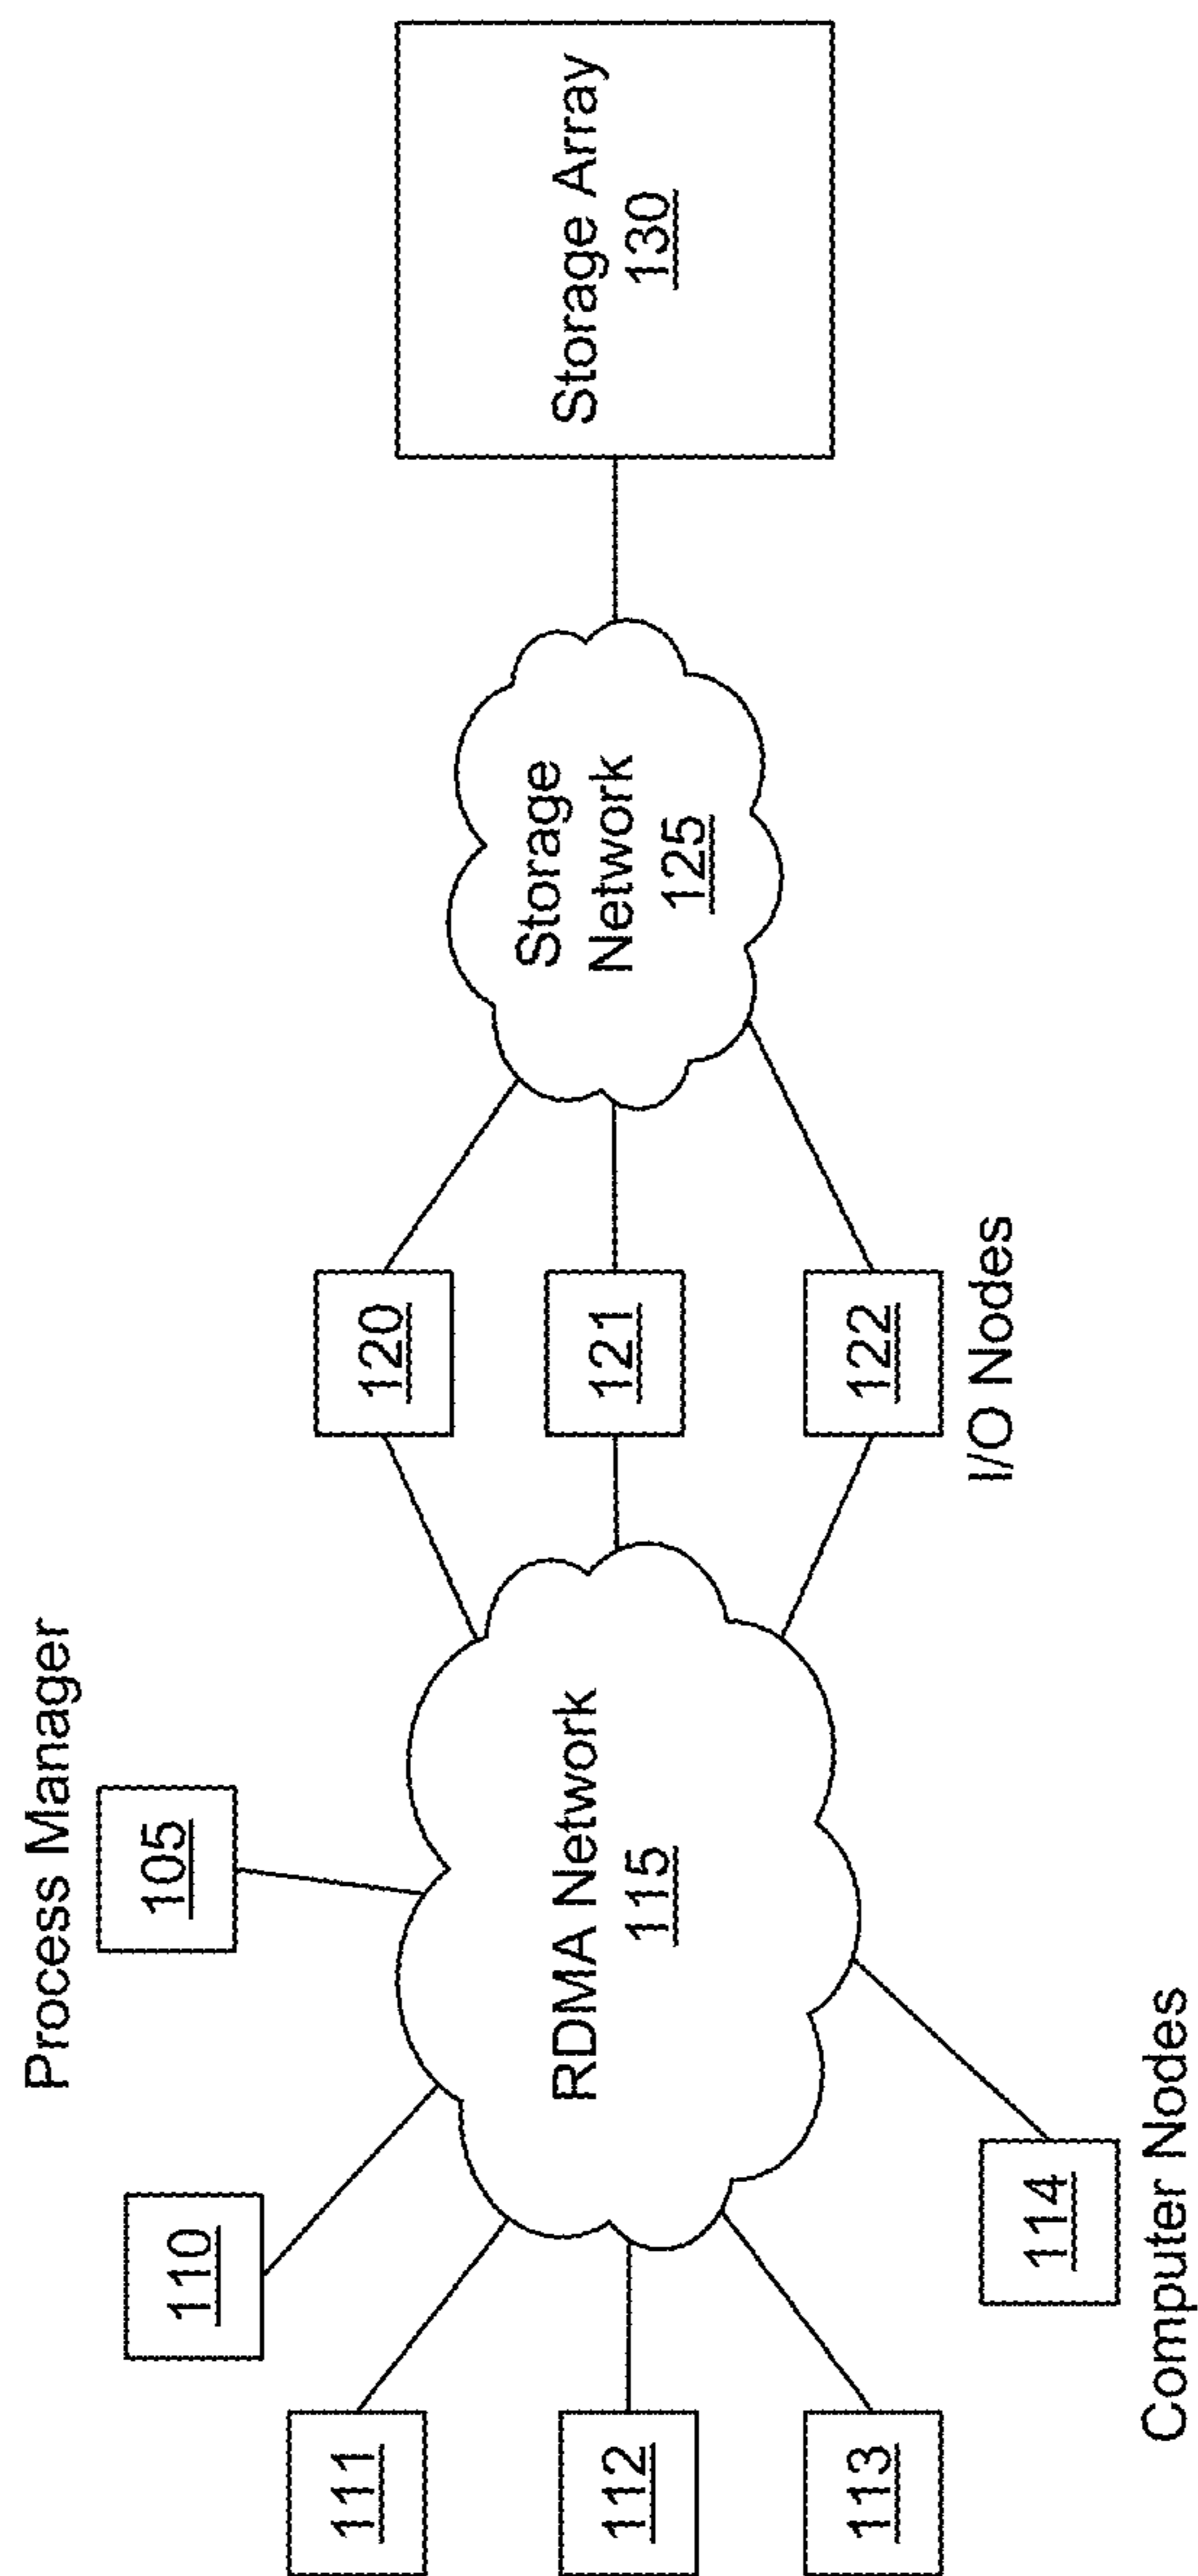 Process Manager
105
110
111
112
113
114
Computer Nodes
RDMA Network
115
120
121
122
I/O Nodes
Storage
Network
125
Storage Array
130